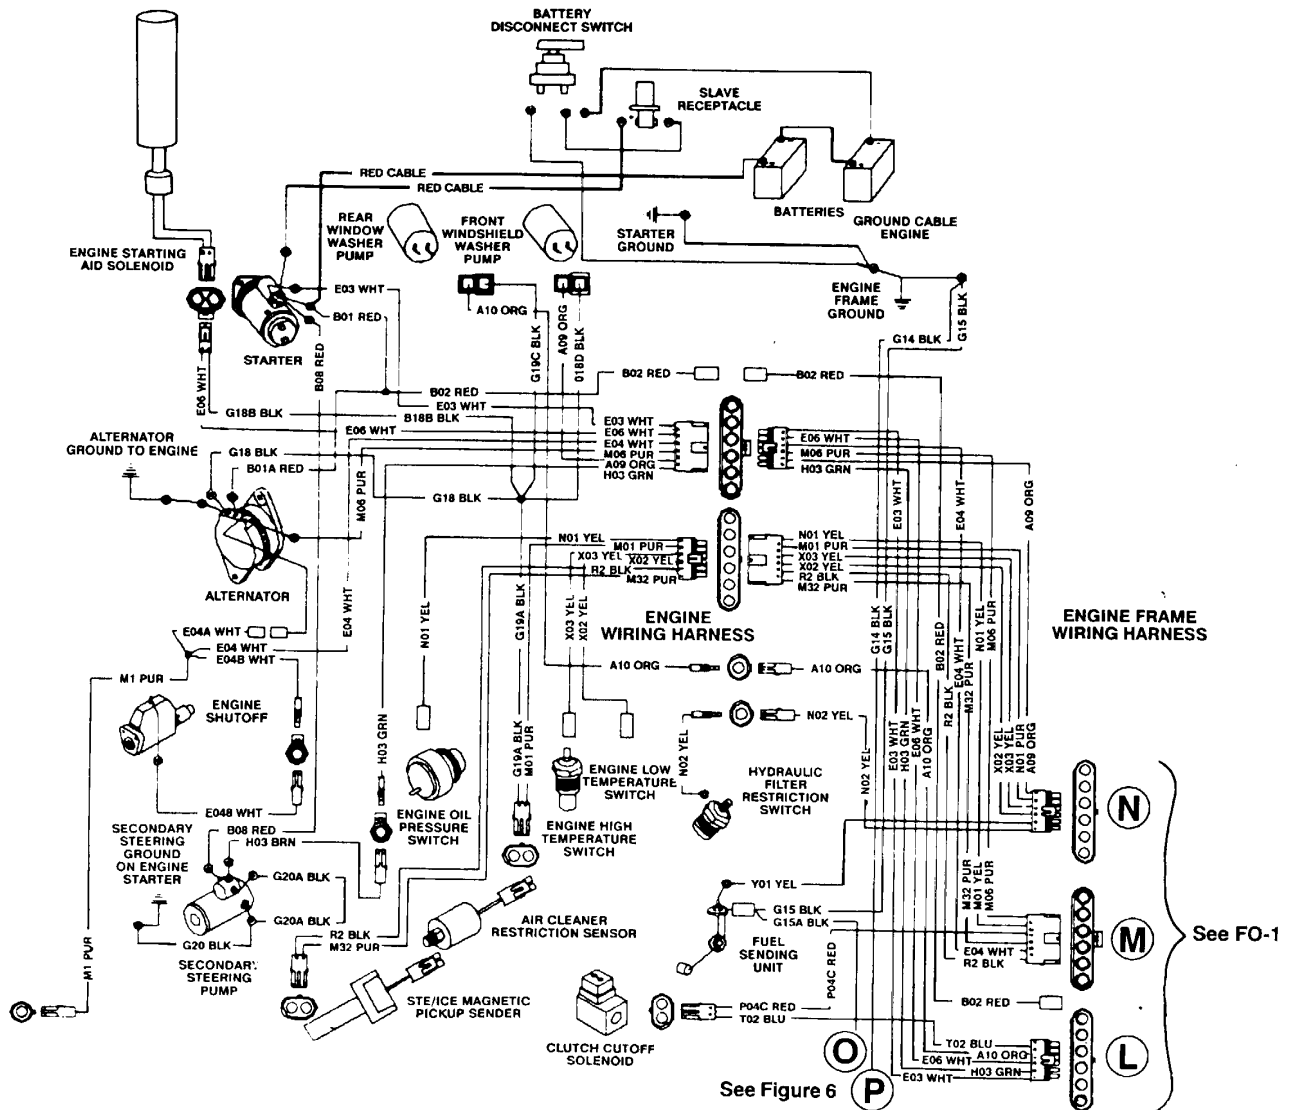 BATTERY
DISCONNECT SWITCH
SLAVE
RECEPTACLE
RED CABLE
RED CABLE
BATTERIES
GROUND CABLE
ENGINE
REAR
WINDOW
WASHER
PUMP
FRONT
WINDSHIELD
WASHER
PUMP
STARTER
GROUND
ENGINE STARTING
AID SOLENOID
ENGINE
FRAME
GROUND
E03 WHT
A10 ORG
B01 RED
STARTER
B08 RED
G19C BLK
A09 ORG
018D BLK
G14 BLK
G15 BLK
E06 WHT
B02 RED
B02 RED
B02 RED
E03 WHT
G18B BLK
B18B BLK
E06 WHT
E03 WHT
E06 WHT
E04 WHT
M06 PUR
A09 ORG
H03 GRN
E06 WHT
M06 PUR
H03 GRN
ALTERNATOR
GROUND TO ENGINE
G18 BLK
B01A RED
M06 PUR
G18 BLK
E03 WHT
E04 WHT
A09 ORG
N01 YEL
M01 PUR
X03 YEL
X02 YEL
R2 BLK
M32 PUR
N01 YEL
M01 PUR
X03 YEL
X02 YEL
R2 BLK
M32 PUR
ALTERNATOR
ENGINE
WIRING HARNESS
ENGINE FRAME
WIRING HARNESS
E04 WHT
N01 YEL
G19A BLK
X03 YEL
X02 YEL
G14 BLK
G15 BLK
B02 RED
E04 WHT
M32 PUR
N01 YEL
M06 PUR
E04A WHT
E04 WHT
E04B WHT
A10 ORG
A10 ORG
M1 PUR
ENGINE
SHUTOFF
N02 YEL
H03 GRN
G19A BLK
M01 PUR
N02 YEL
N02 YEL
E03 WHT
H03 GRN
E06 WHT
A10 ORG
R2 BLK
X02 YEL
X03 YEL
N01 PUR
A09 ORG
ENGINE LOW
TEMPERATURE
SWITCH
HYDRAULIC
FILTER
RESTRICTION
SWITCH
E04B WHT
ENGINE OIL
PRESSURE
SWITCH
ENGINE HIGH
TEMPERATURE
SWITCH
N
SECONDARY
STEERING
GROUND
ON ENGINE
STARTER
B08 RED
H03 BRN
G20A BLK
G20A BLK
G20 BLK
Y01 YEL
G15 BLK
G15A BLK
M32 PUR
M01 YEL
M06 PUR
R2 BLK
M32 PUR
AIR CLEANER
RESTRICTION SENSOR
FUEL
SENDING
UNIT
P04C RED
E04 WHT
R2 BLK
M
See FO-1
M1 PUR
SECONDARY
STEERING
PUMP
STE/ICE MAGNETIC
PICKUP SENDER
P04C RED
T02 BLU
B02 RED
CLUTCH CUTOFF
SOLENOID
O
P
T02 BLU
A10 ORG
E06 WHT
H03 GRN
E03 WHT
L
See Figure 6